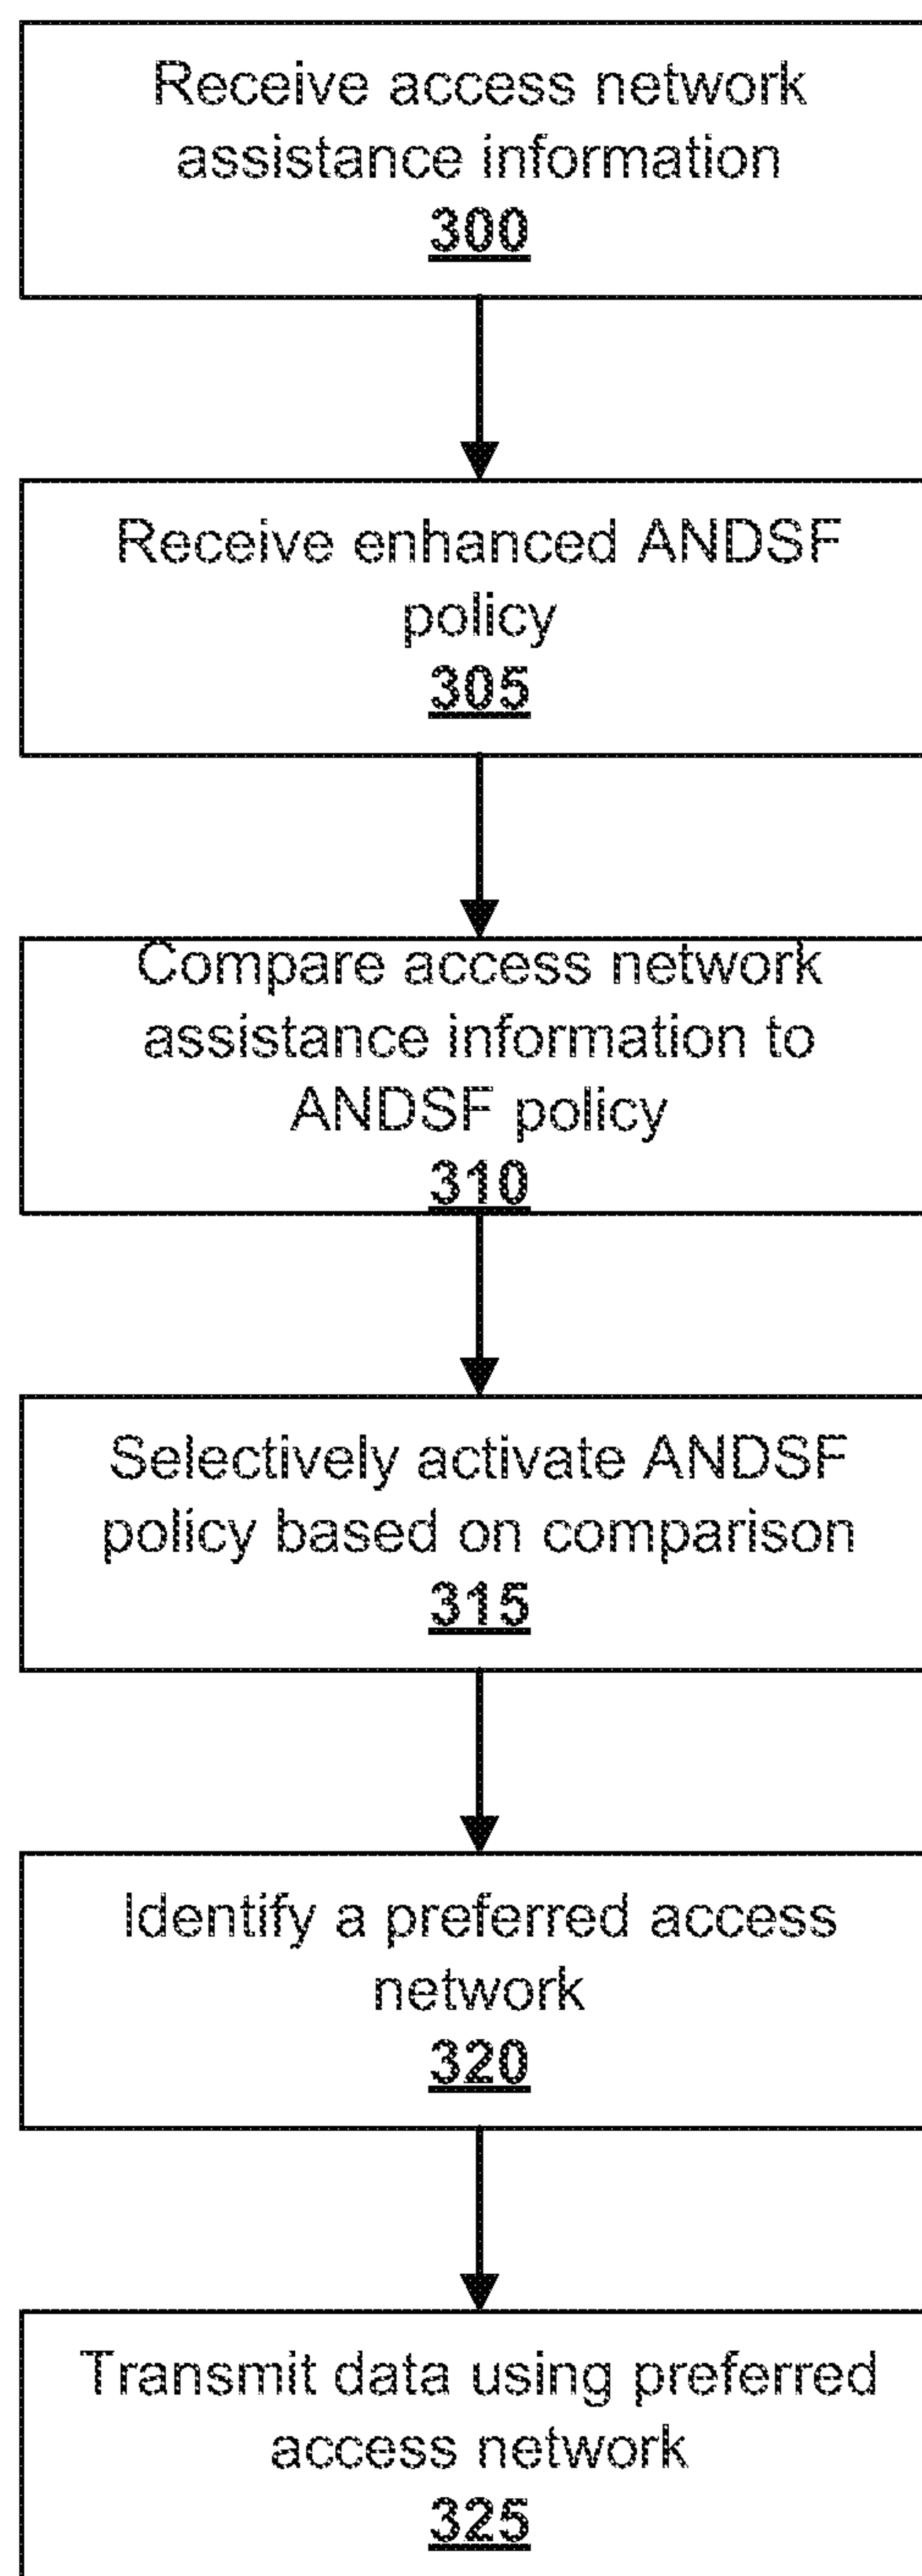 Receive access network
assistance information
300
Receive enhanced ANDSF
policy
305
Compare access network
assistance information to
ANDSF policy
310
Selectively activate ANDSF
policy based on comparison
315
Identify a preferred access
network
320
Transmit data using preferred
access network
325